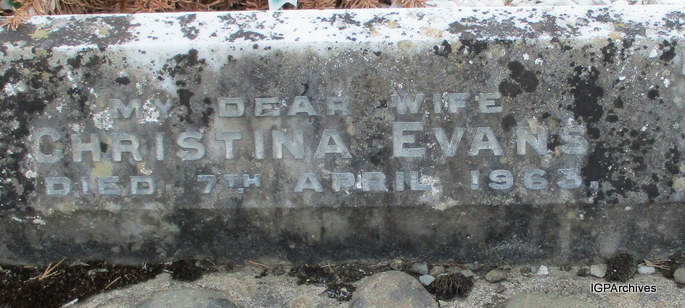 MY DEAR WIFE
CHRISTINA EVANS
DIED 7TH APRIL 1963.
IGPArchives